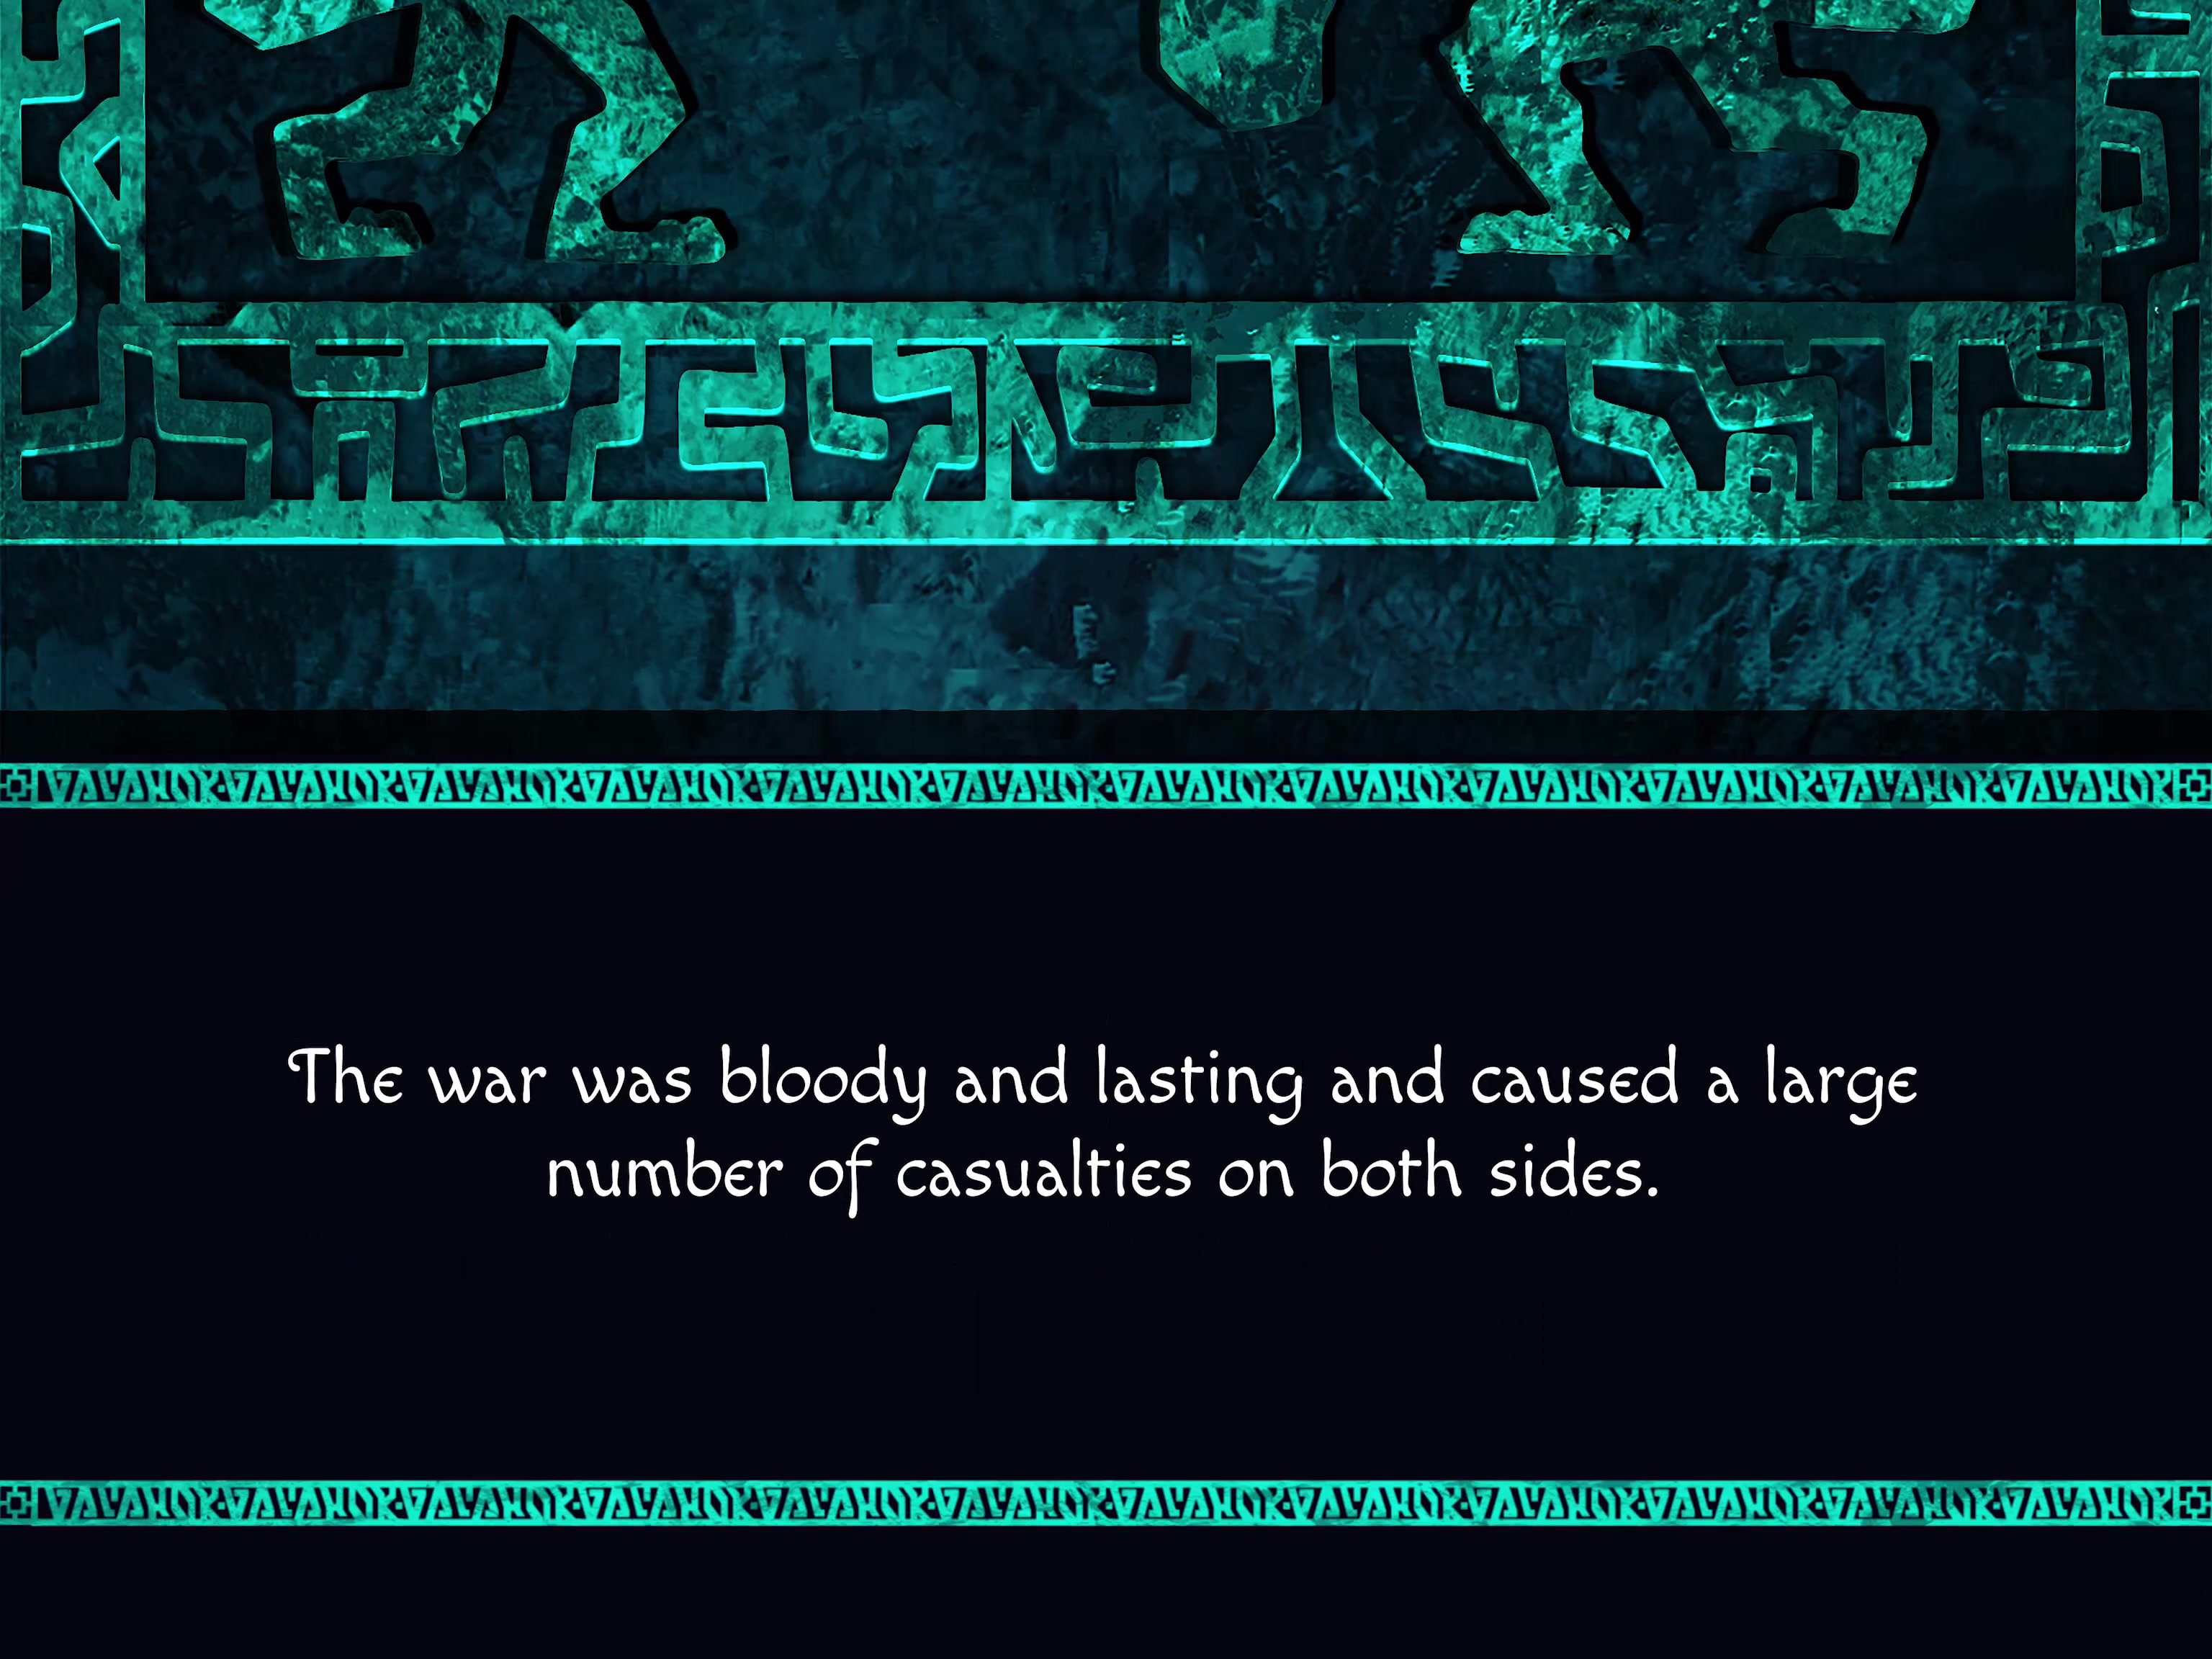 The war was bloody and lasting and caused a large
number of casualties on both sides.